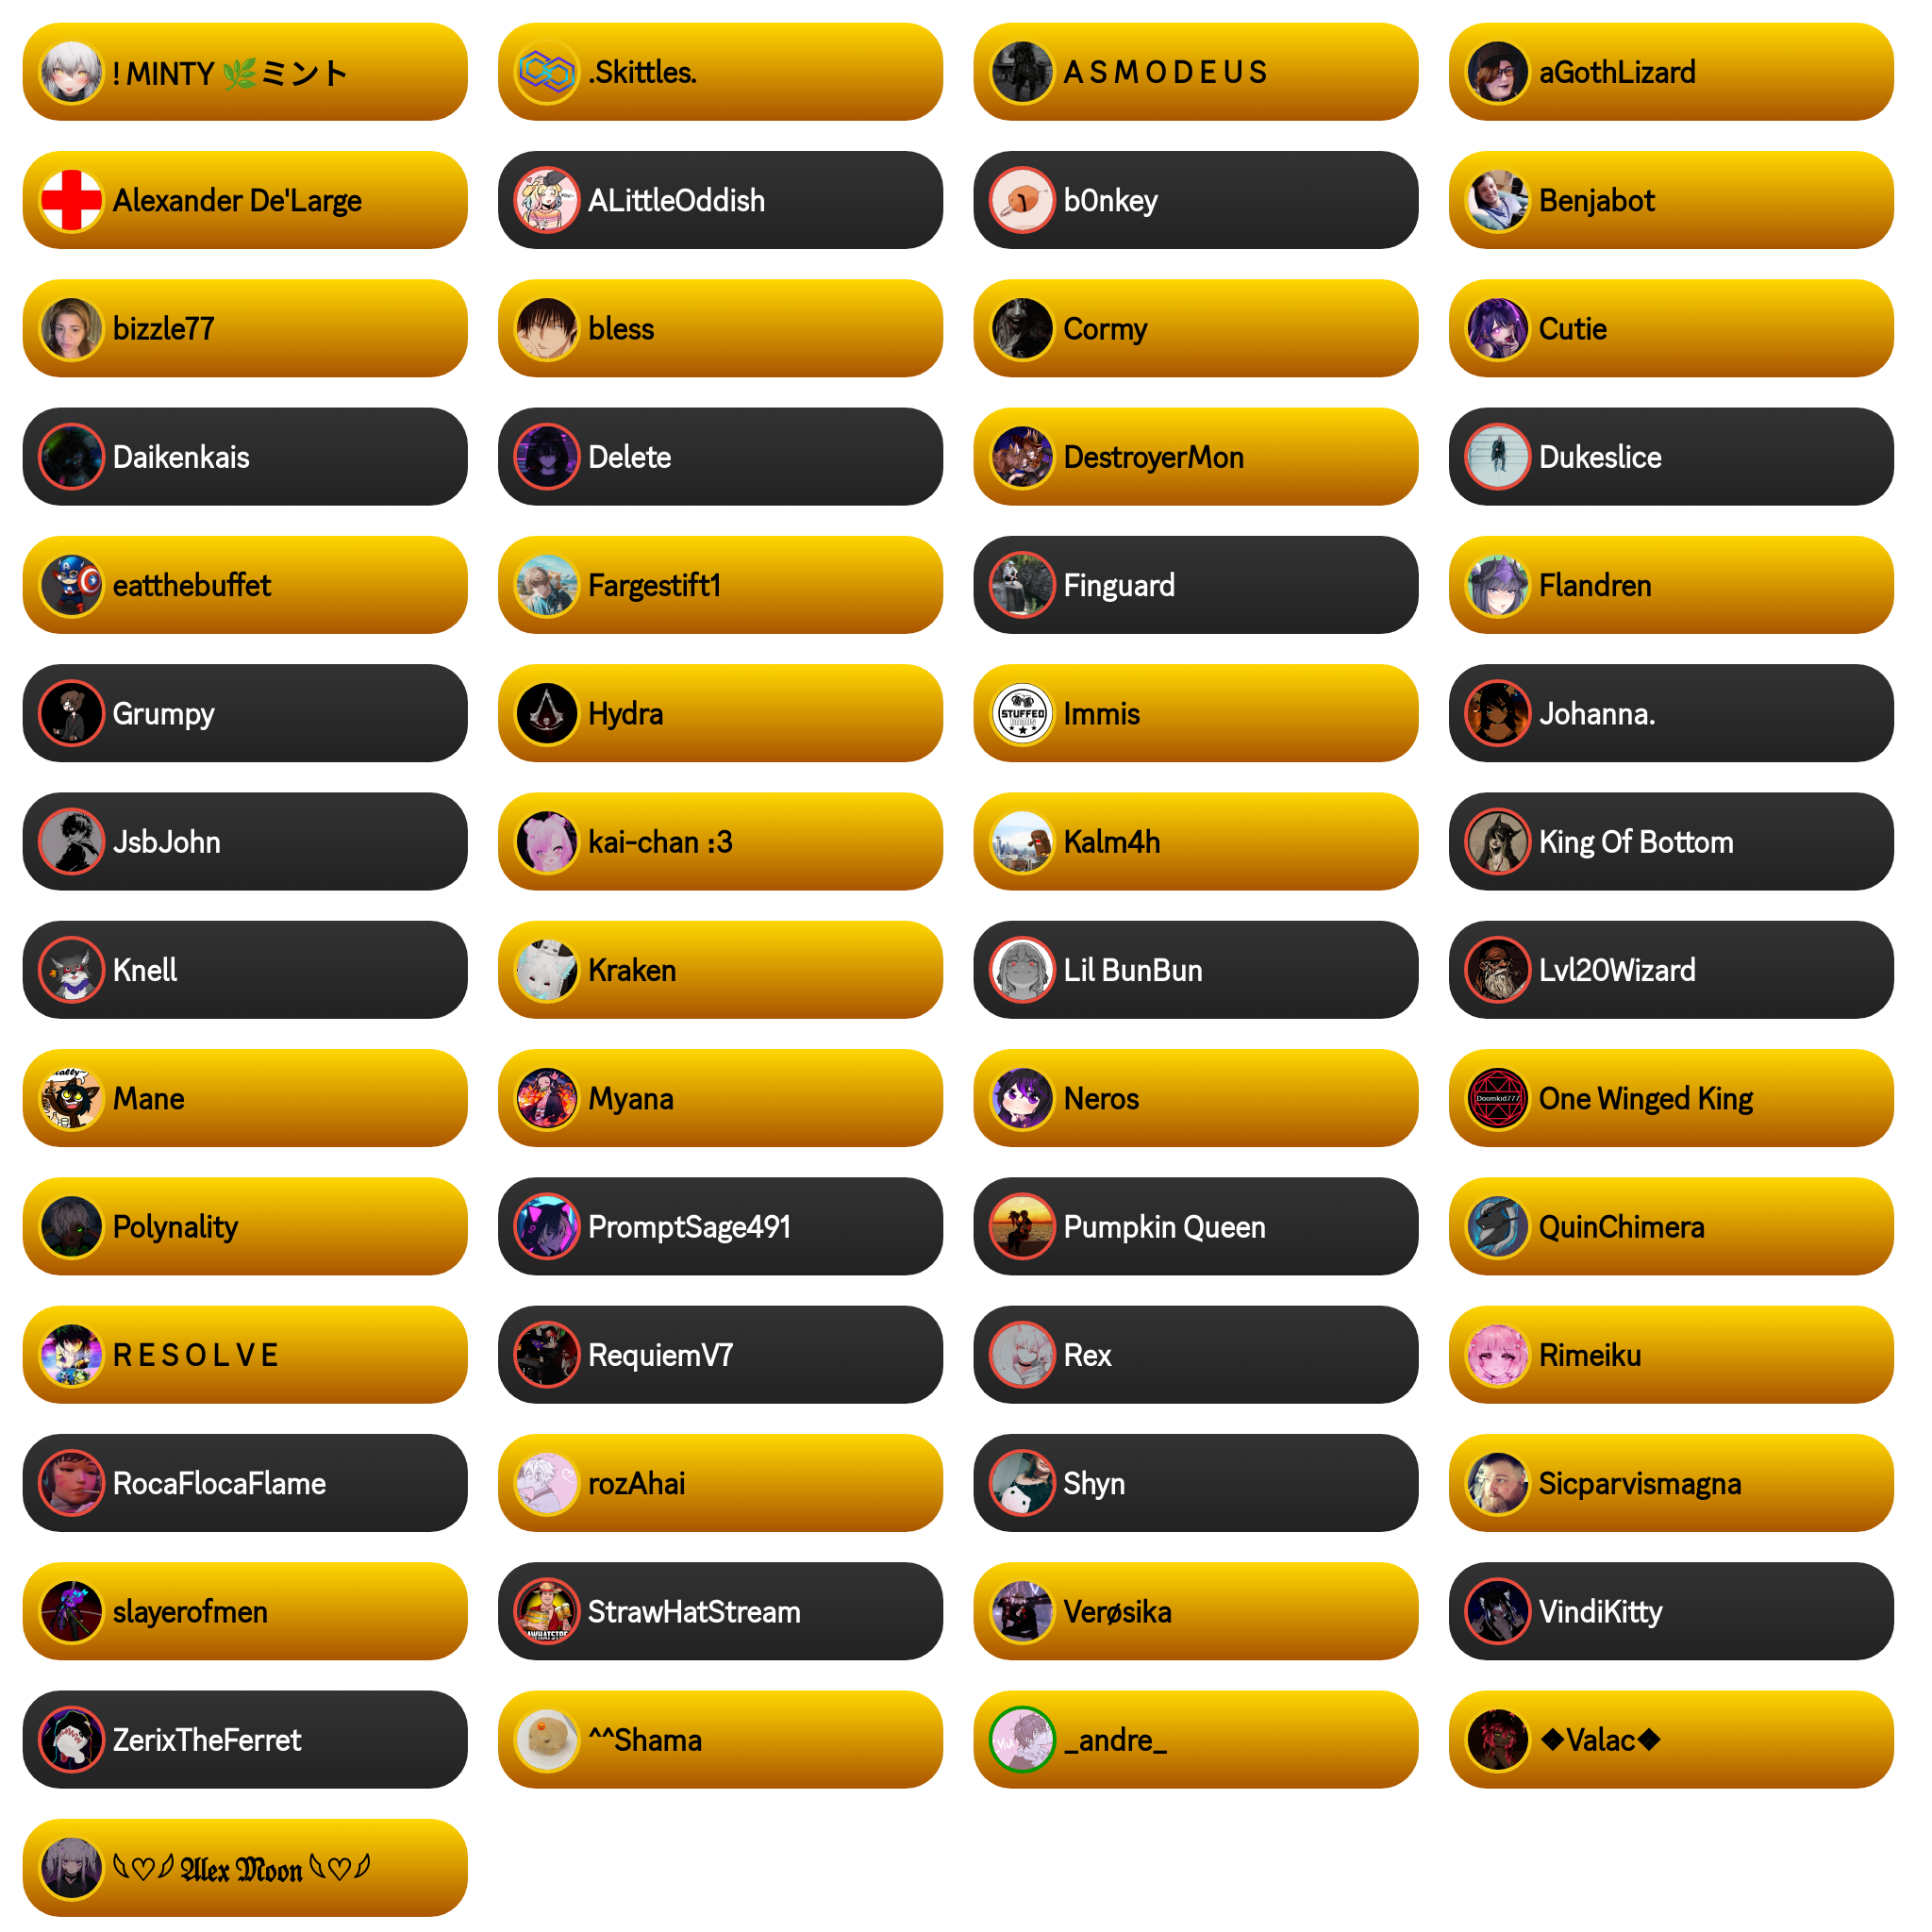 ! MINTY 🌿ミント
.Skittles.
A S M O D E U S
aGothLizard
Alexander De'Large
ALittleOddish
b0nkey
Benjabot
bizzle77
bless
Cormy
Cutie
Daikenkais
Delete
DestroyerMon
Dukeslice
eatthebuffet
Fargestift1
Finguard
Flandren
Grumpy
Hydra
STUFFED
Immis
Johanna.
JsbJohn
kai-chan :3
Kalm4h
King Of Bottom
Knell
Kraken
Lil BunBun
Lvl20Wizard
Mane
Myana
Neros
Doomkid777
One Winged King
Polynality
PromptSage491
Pumpkin Queen
QuinChimera
R E S O L V E
RequiemV7
Rex
Rimeiku
RocaFlocaFlame
rozAhai
Shyn
Sicparvismagna
slayerofmen
StrawHatStream
Verøsika
VindiKitty
ZerixTheFerret
^^Shama
_andre_
❖Valac❖
𓆩♡𓆪 𝕬𝖑𝖊𝖝 𝕸𝖔𝖔𝖓 𓆩♡𓆪